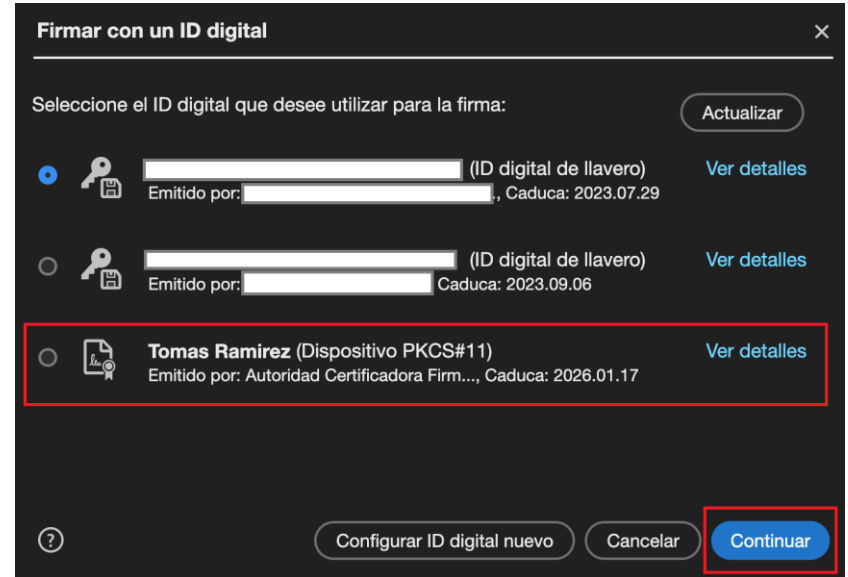 Firmar con un ID digital
Seleccione el ID digital que desee utilizar para la firma:
Actualizar
(ID digital de llavero) Ver detalles
Emitido por: ., Caduca: 2023.07.29
(ID digital de llavero) Ver detalles
Emitido por: Caduca: 2023.09.06
Tomas Ramirez (Dispositivo PKCS#11) Ver detalles
Emitido por: Autoridad Certificadora Firm..., Caduca: 2026.01.17
? Configurar ID digital nuevo Cancelar Continuar